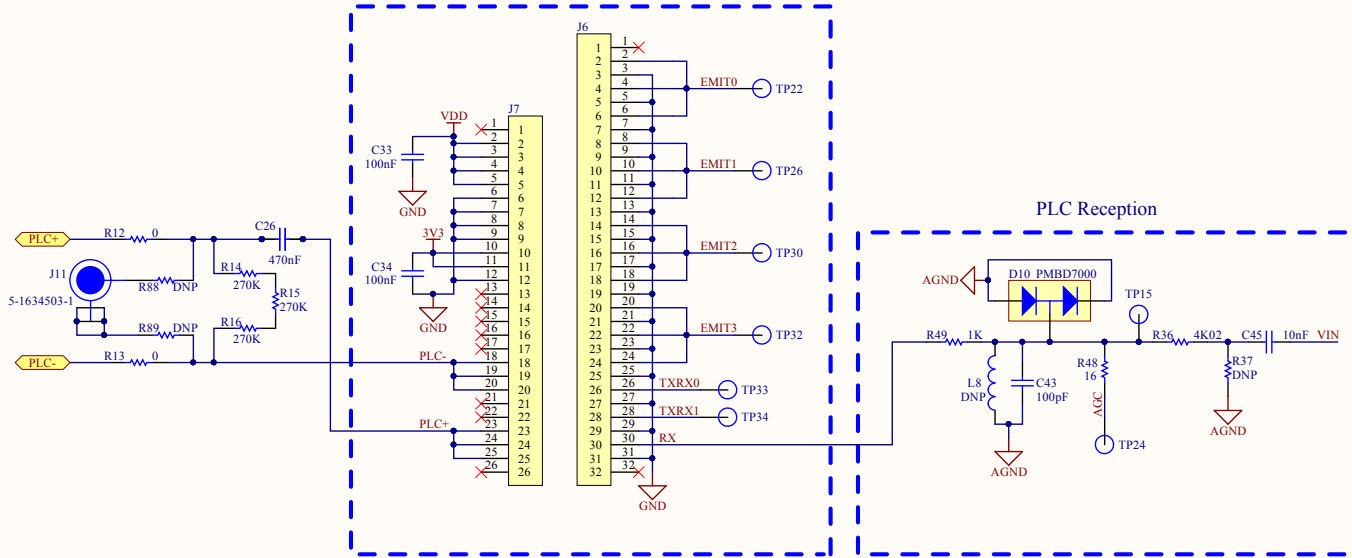 PLC+
R12 0
C26
470nF
J11
5-1634503-1
R88 DNP
R14
270K
R15
270K
R89 DNP
R16
270K
PLC-
R13 0
VDD
C33
100nF
GND
3V3
C34
100nF
GND
PLC-
PLC+
J7
1 1
2 2
3 3
4 4
5 5
6 6
7 7
8 8
9 9
10 10
11 11
12 12
13 13
14 14
15 15
16 16
17 17
18 18
19 19
20 20
21 21
22 22
23 23
24 24
25 25
26 26
J6
1 1
2 2
3 3
4 4
5 5
6 6
7 7
8 8
9 9
10 10
11 11
12 12
13 13
14 14
15 15
16 16
17 17
18 18
19 19
20 20
21 21
22 22
23 23
24 24
25 25
26 26
27 27
28 28
29 29
30 30
31 31
32 32
EMIT0 TP22
EMIT1 TP26
EMIT2 TP30
EMIT3 TP32
TXRX0 TP33
TXRX1 TP34
RX
GND
PLC Reception
AGND
D10 PMBD7000
TP15
R49 1K
R36 4K02
C45 10nF VIN
L8
DNP
C43
100pF
R48
16
AGC
R37
DNP
AGND
TP24
AGND